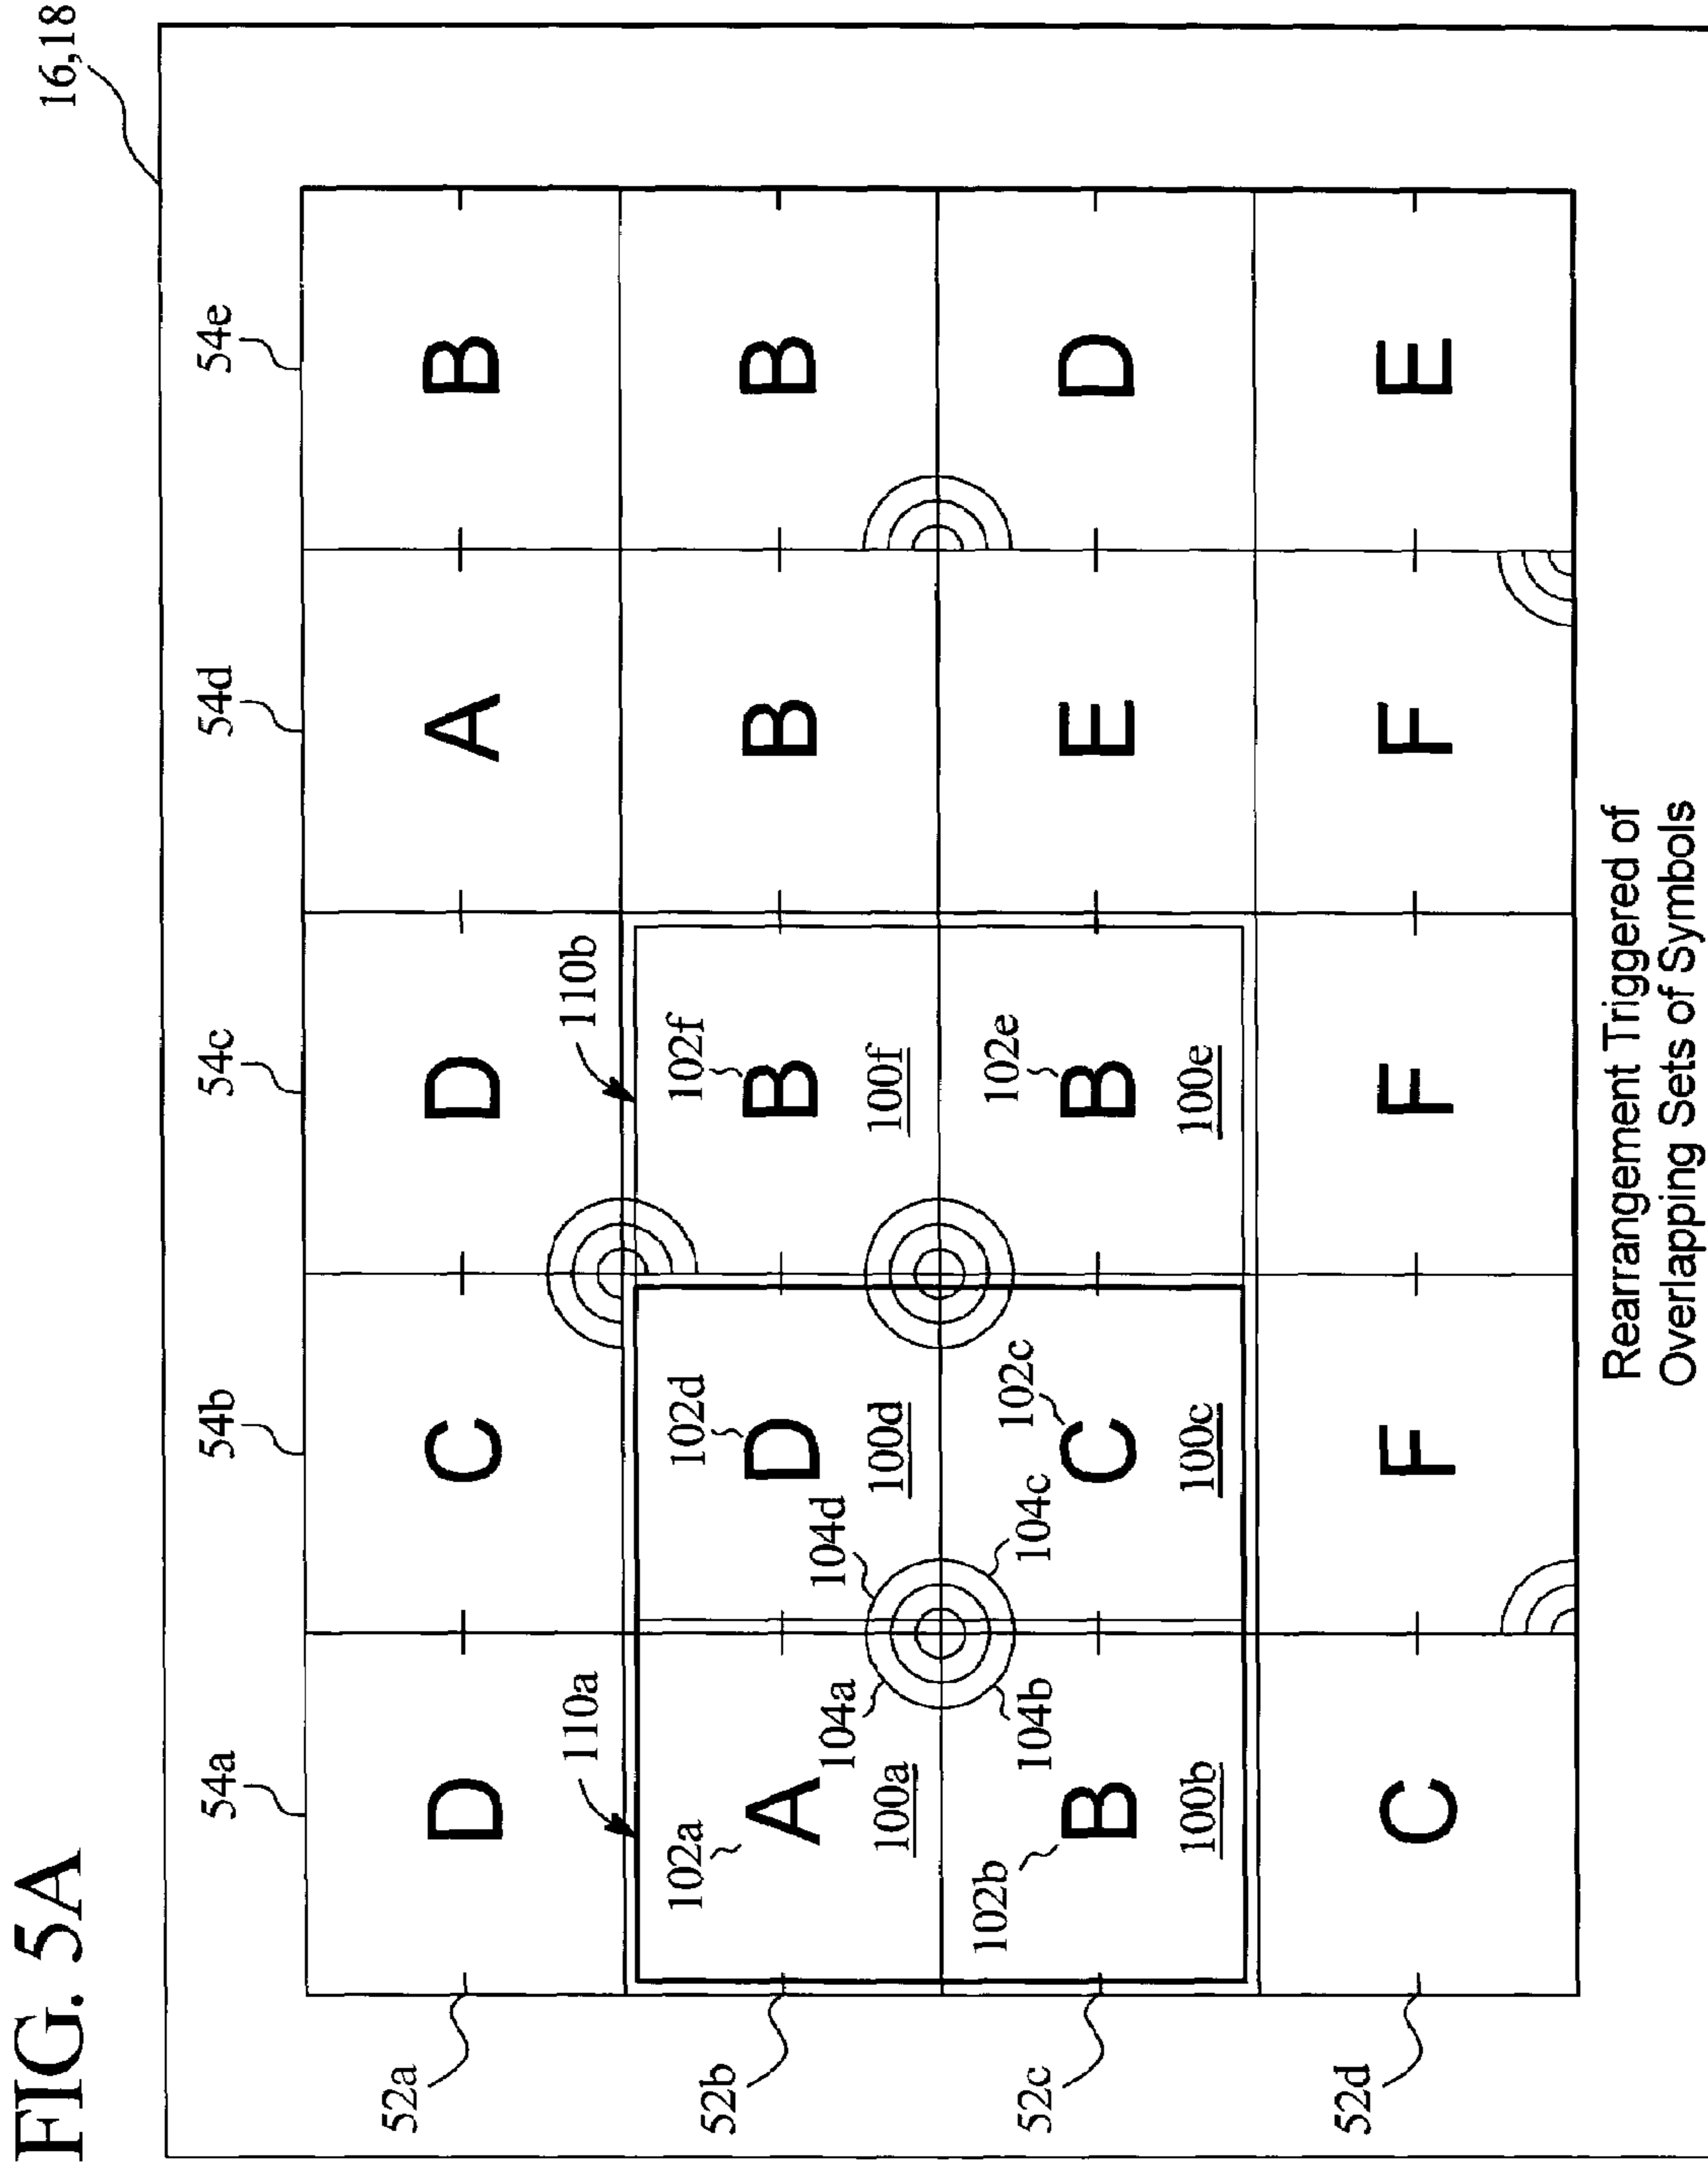 FIG. 5A
16,18
54a 54b 54c 54d 54e
52a D C D A B
110a 110b
102a 102d 102f
52b A D B B B
104a 104d
100a 100d 100f
104b 104c
102b 102c 102e
52c B C B E D
100b 100c 100e
52d C F F F E
Rearrangement Triggered of
Overlapping Sets of Symbols